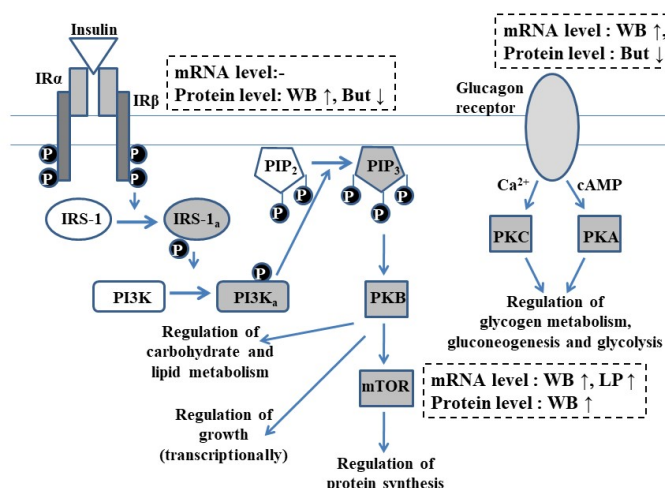 Insulin
IRα
IRβ
mRNA level:-
Protein level: WB ↑, But ↓
mRNA level : WB ↑,
Protein level : But ↓
Glucagon
receptor
P
P
P
P
PIP2
PIP3
P
P
P
P
P
Ca2+
cAMP
IRS-1
IRS-1a
P
PKC
PKA
PI3K
P
PI3Ka
PKB
Regulation of
glycogen metabolism,
gluconeogenesis and glycolysis
Regulation of
carbohydrate and
lipid metabolism
mTOR
mRNA level : WB ↑, LP ↑
Protein level : WB ↑
Regulation of
growth
(transcriptionally)
Regulation of
protein synthesis